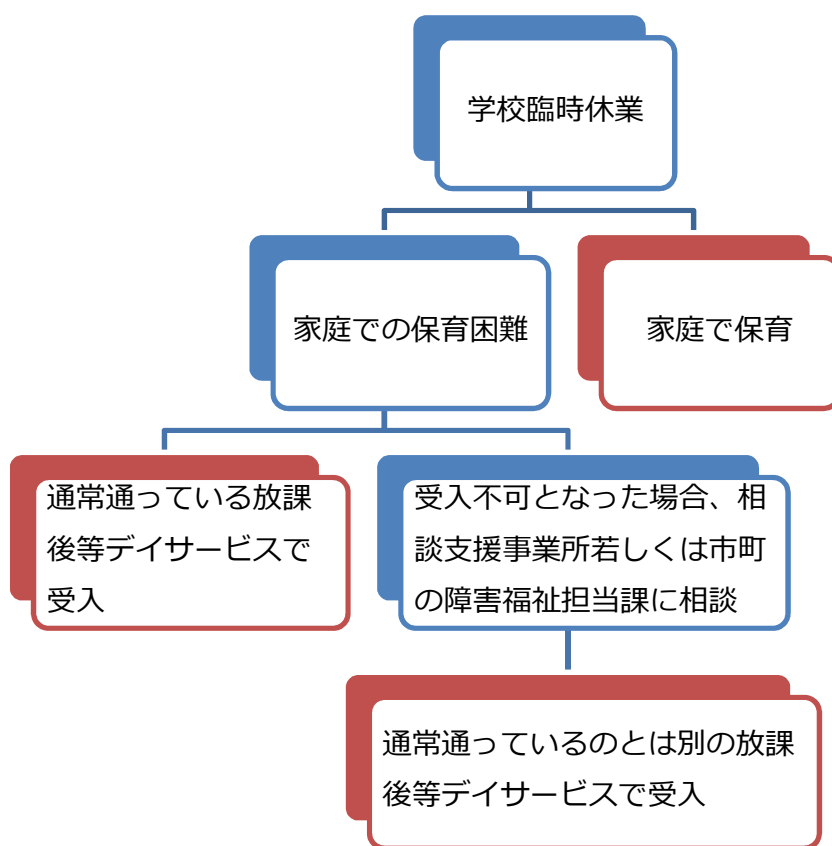 学校臨時休業
家庭での保育困難
家庭で保育
通常通っている放課
後等デイサービスで
受入
受入不可となった場合、相
談支援事業所若しくは市町
の障害福祉担当課に相談
通常通っているのとは別の放課
後等デイサービスで受入